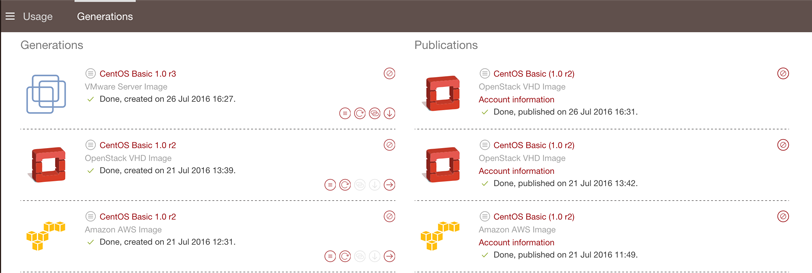 Usage Generations
Generations
CentOS Basic 1.0 r3
VMware Server Image
Done, created on 26 Jul 2016 16:27.
CentOS Basic 1.0 r2
OpenStack VHD Image
Done, created on 21 Jul 2016 13:39.
CentOS Basic 1.0 r2
Amazon AWS Image
Done, created on 21 Jul 2016 12:31.
Publications
CentOS Basic (1.0 r2)
OpenStack VHD Image
Account information
Done, published on 26 Jul 2016 16:31.
CentOS Basic (1.0 r2)
OpenStack VHD Image
Account information
Done, published on 21 Jul 2016 13:42.
CentOS Basic (1.0 r2)
Amazon AWS Image
Account information
Done, published on 21 Jul 2016 11:49.